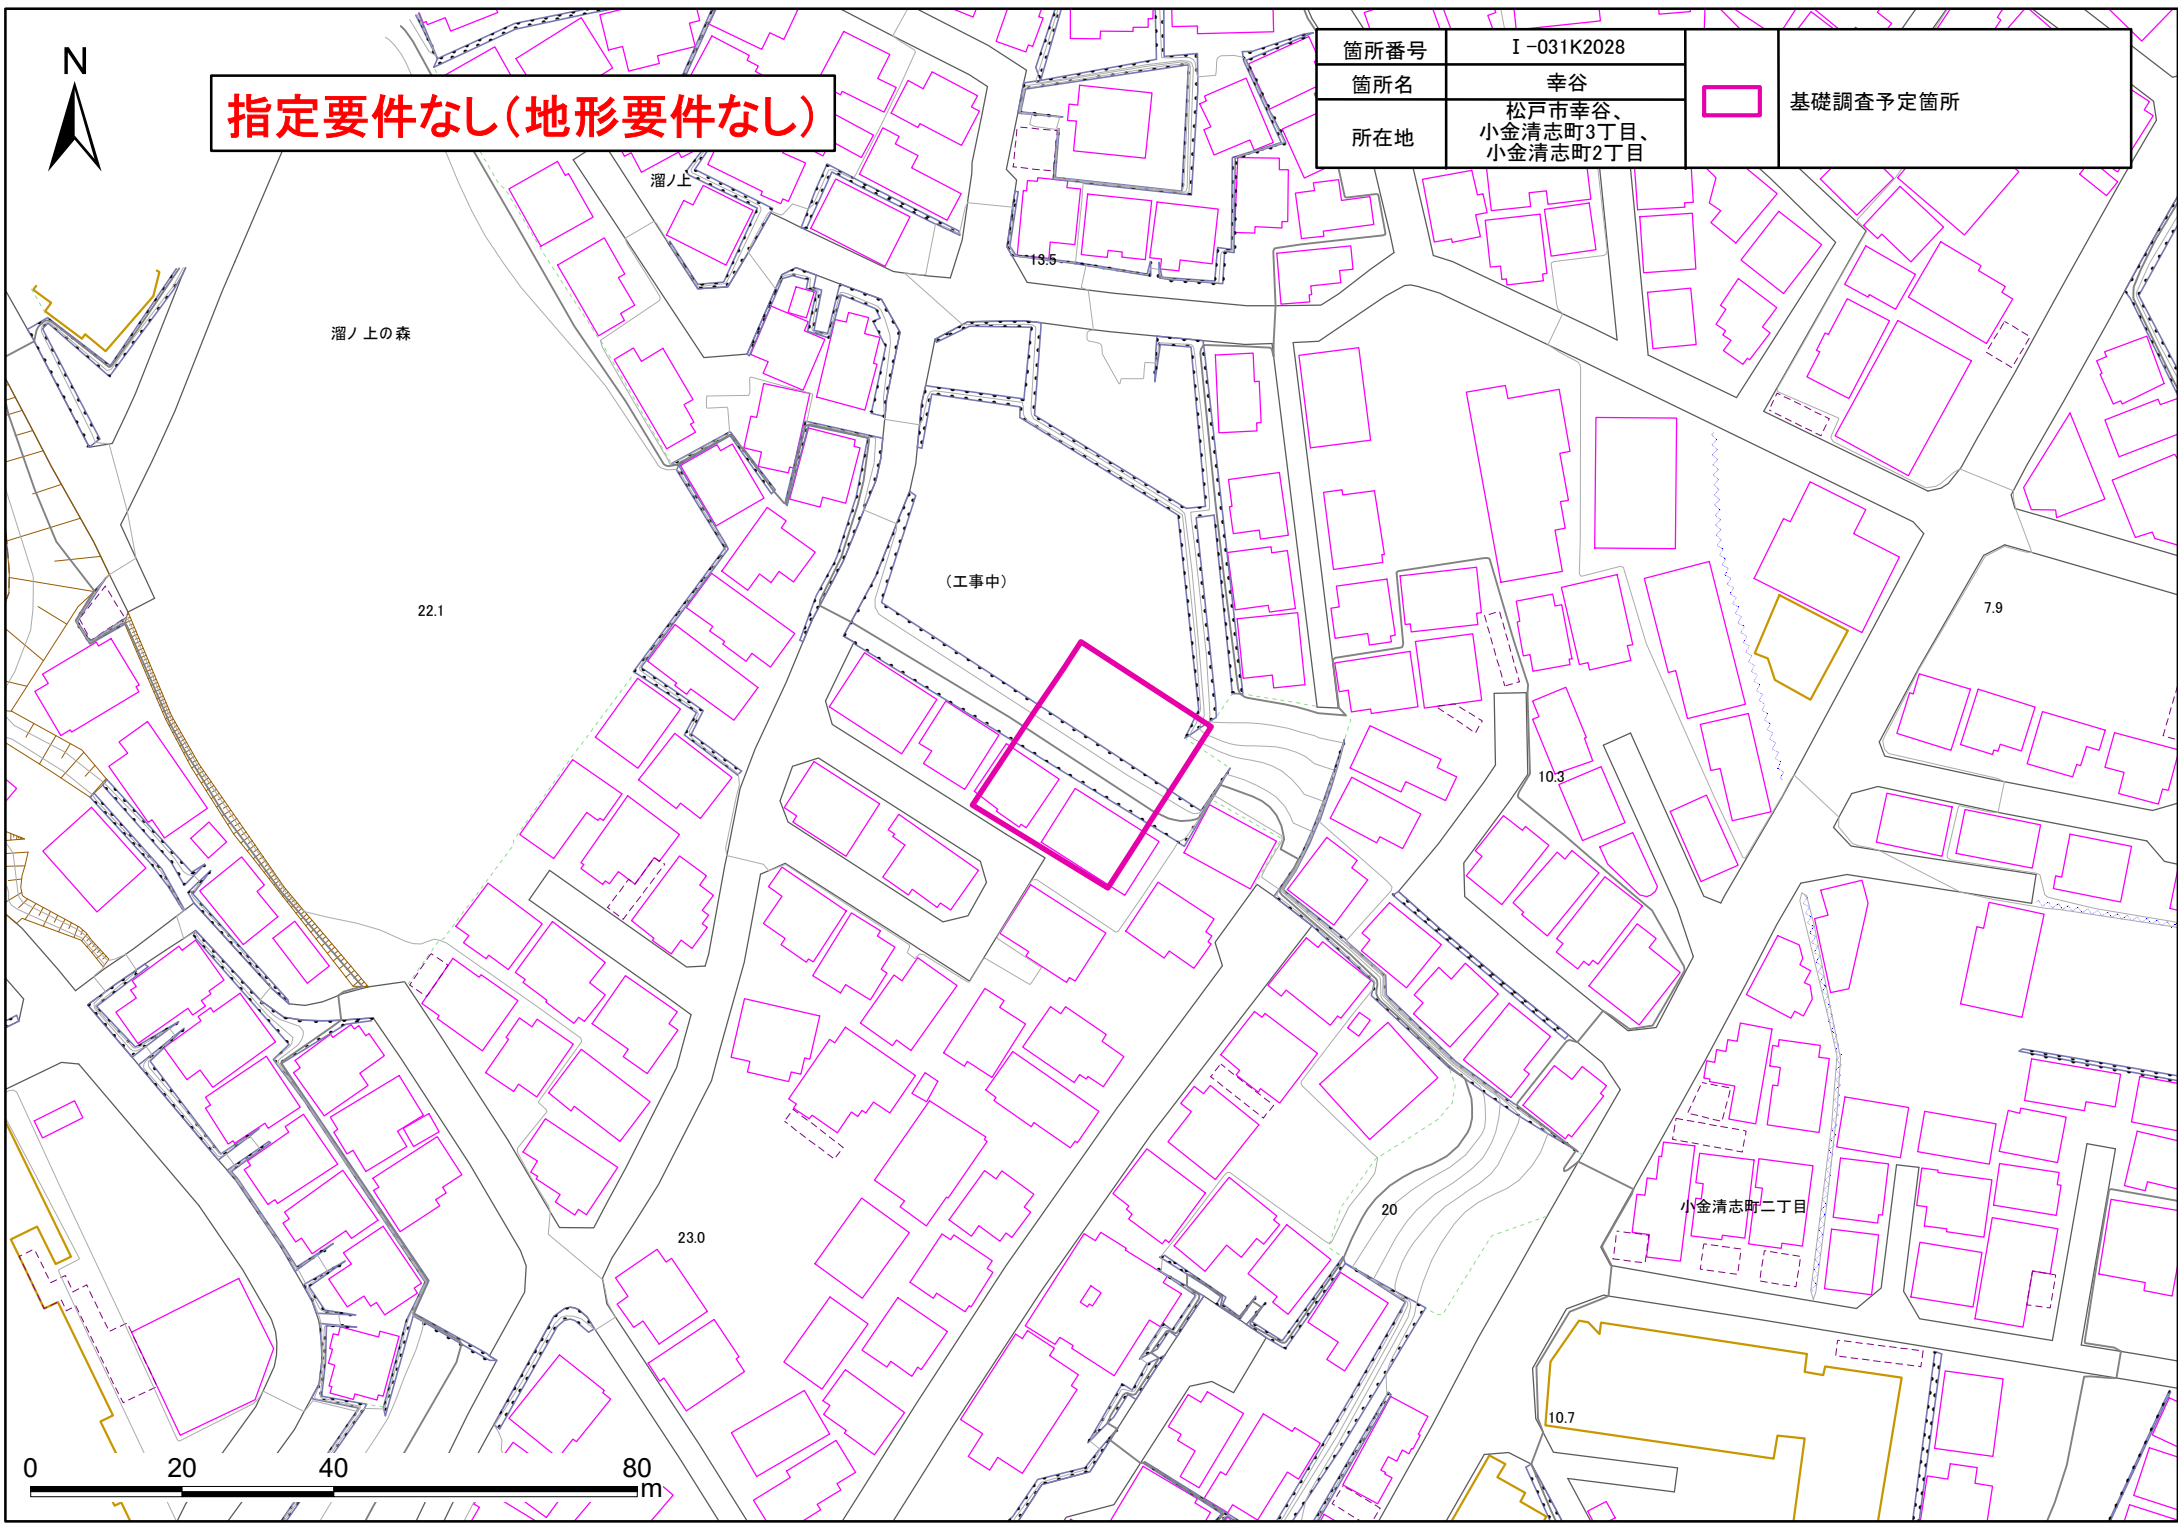 N
指定要件なし(地形要件なし)
箇所番号
Ⅰ-031K2028
箇所名
幸谷
所在地
松戸市幸谷、
小金清志町3丁目、
小金清志町2丁目
基礎調査予定箇所
溜ノ上
13.5
溜ノ上の森
(工事中)
22.1
7.9
10.3
20
小金清志町二丁目
23.0
10.7
0 20 40 80
m